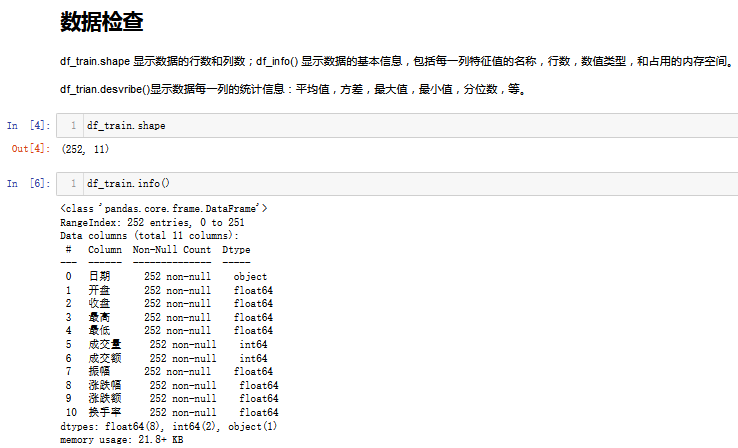 数据检查
df_train.shape 显示数据的行数和列数；df_info() 显示数据的基本信息，包括每一列特征值的名称，行数，数值类型，和占用的内存空间。
df_trian.desvribe()显示数据每一列的统计信息：平均值，方差，最大值，最小值，分位数，等。
In [4]: 1 df_train.shape
Out[4]: (252, 11)
In [6]: 1 df_train.info()
<class 'pandas.core.frame.DataFrame'>
RangeIndex: 252 entries, 0 to 251
Data columns (total 11 columns):
# Column Non-Null Count Dtype
--- ------ -------------- -----
0 日期 252 non-null object
1 开盘 252 non-null float64
2 收盘 252 non-null float64
3 最高 252 non-null float64
4 最低 252 non-null float64
5 成交量 252 non-null int64
6 成交额 252 non-null int64
7 振幅 252 non-null float64
8 涨跌幅 252 non-null float64
9 涨跌额 252 non-null float64
10 换手率 252 non-null float64
dtypes: float64(8), int64(2), object(1)
memory usage: 21.8+ KB